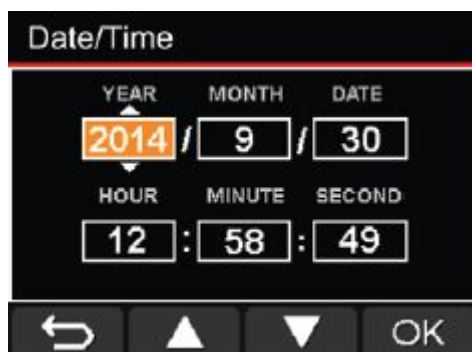 Date/Time
YEAR MONTH DATE
2014 / 9 / 30
HOUR MINUTE SECOND
12 : 58 : 49
OK